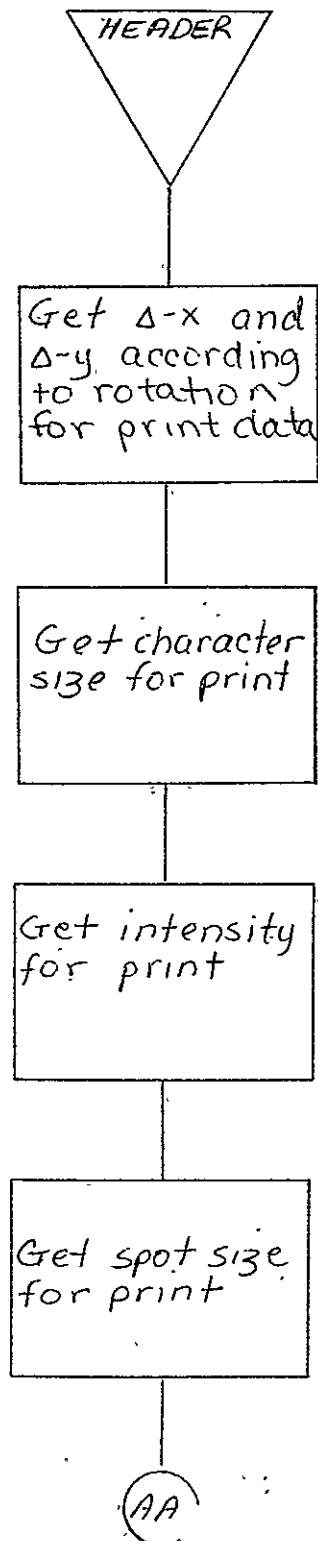 HEADER
Get Δ-x and
Δ-y according
to rotation
for print data
Get character
size for print
Get intensity
for print
Get spot size
for print
AA